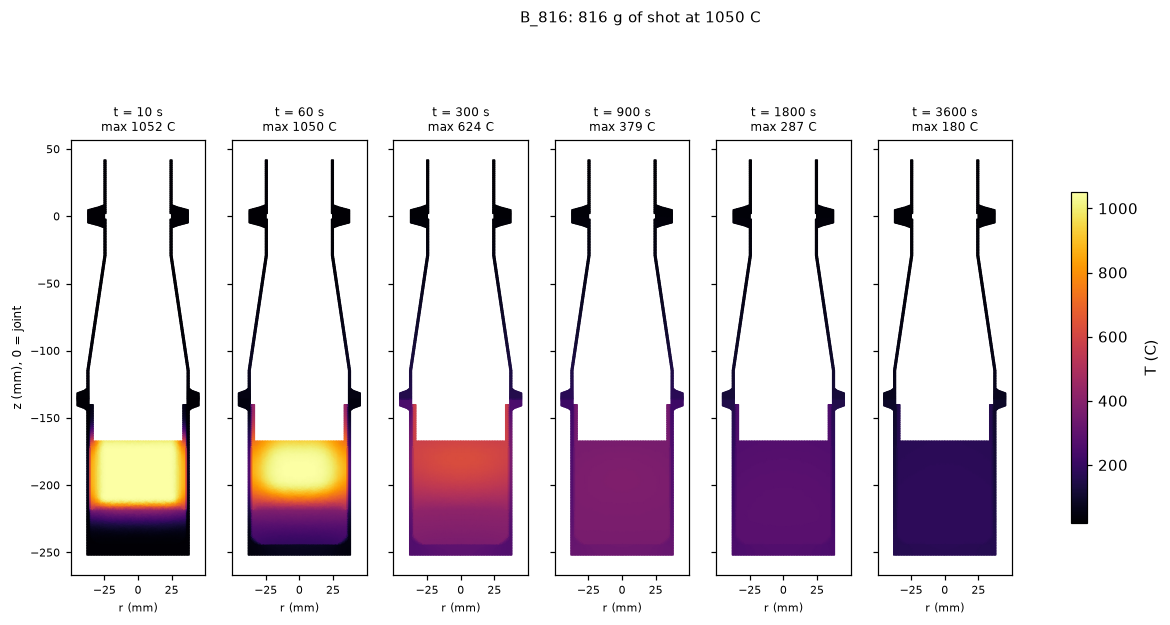 B_816: 816 g of shot at 1050 C
t = 10 s
max 1052 C
t = 60 s
max 1050 C
t = 300 s
max 624 C
t = 900 s
max 379 C
t = 1800 s
max 287 C
t = 3600 s
max 180 C
50
0
−50
−100
−150
−200
−250
z (mm), 0 = joint
−25 0 25
r (mm)
−25 0 25
r (mm)
−25 0 25
r (mm)
−25 0 25
r (mm)
−25 0 25
r (mm)
−25 0 25
r (mm)
1000
800
600
400
200
T (C)